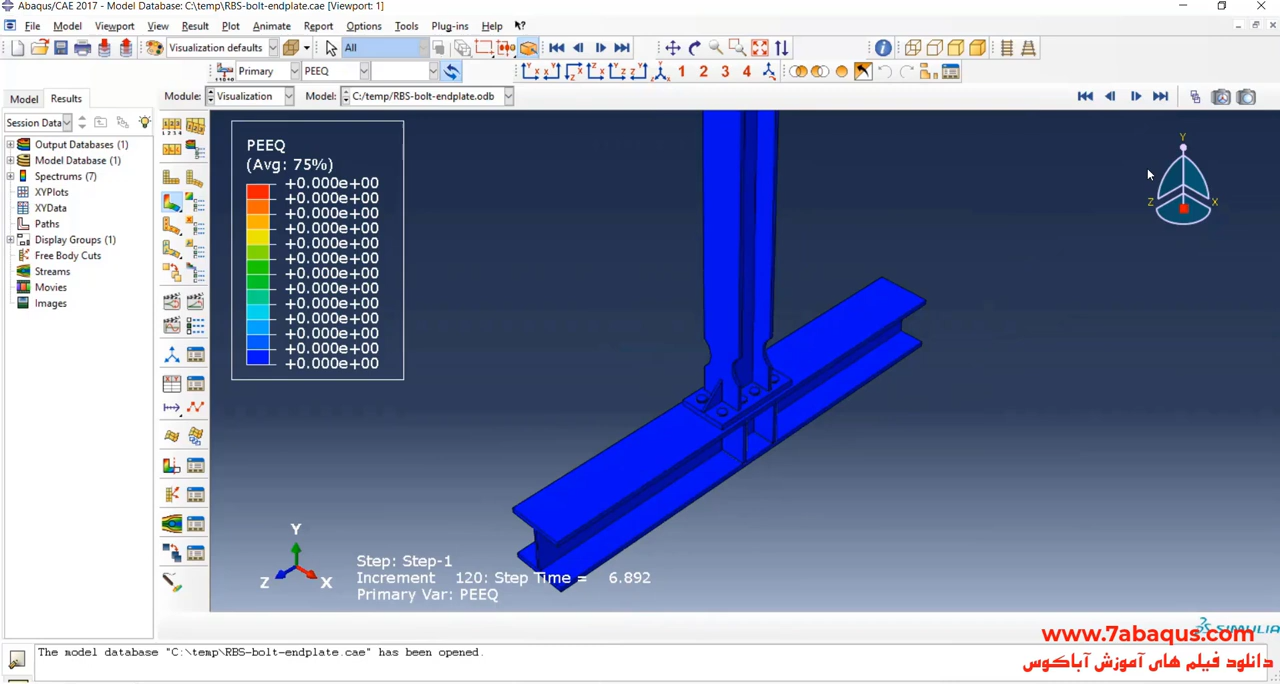 Abaqus/CAE 2017 - Model Database: C:\temp\RBS-bolt-endplate.cae [Viewport: 1]
File Model Viewport View Result Plot Animate Report Options Tools Plug-ins Help
Visualization defaults All
Primary PEEQ 1 2 3 4
Model Results Module: Visualization Model: C:/temp/RBS-bolt-endplate.odb
Session Data
Output Databases (1)
Model Database (1)
Spectrums (7)
XYPlots
XYData
Paths
Display Groups (1)
Free Body Cuts
Streams
Movies
Images
PEEQ
(Avg: 75%)
+0.000e+00
+0.000e+00
+0.000e+00
+0.000e+00
+0.000e+00
+0.000e+00
+0.000e+00
+0.000e+00
+0.000e+00
+0.000e+00
+0.000e+00
+0.000e+00
+0.000e+00
Y
Z X
Y
Z X
Step: Step-1
Increment 120: Step Time = 6.892
Primary Var: PEEQ
The model database "C:\temp\RBS-bolt-endplate.cae" has been opened.
www.7abaqus.com
دانلود فیلم های آموزش آباکوس